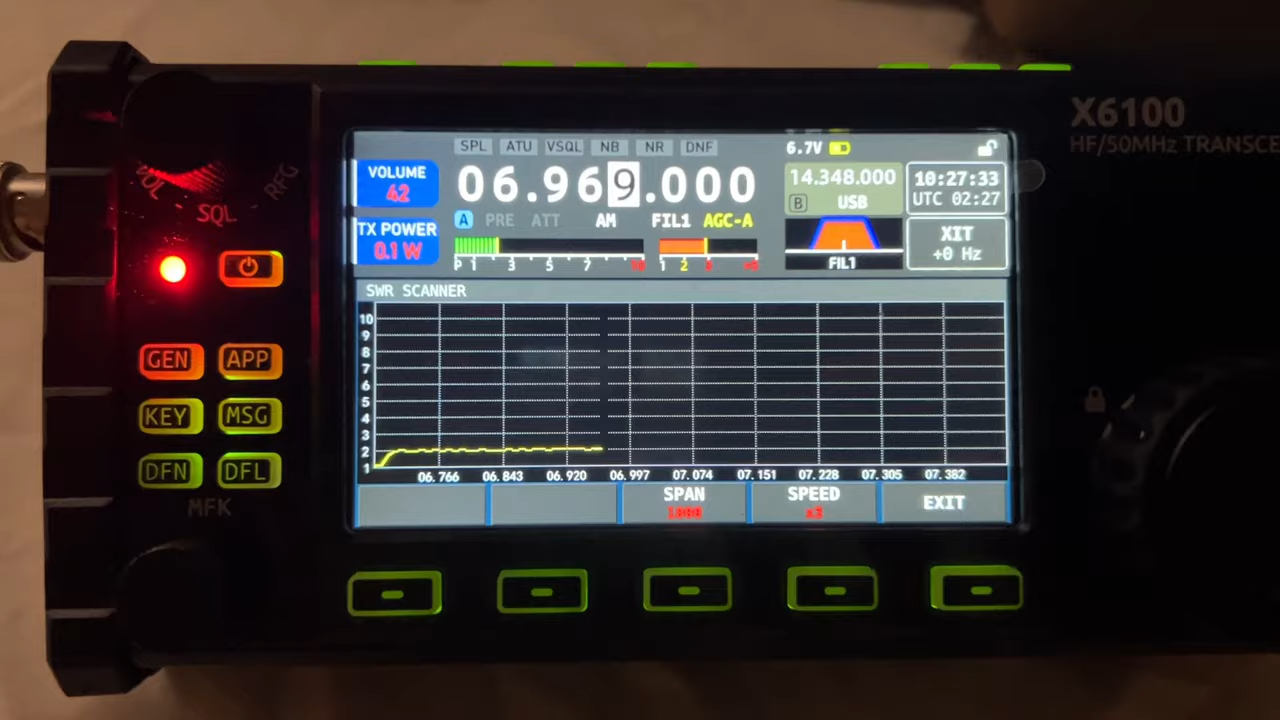 X6100
HF/50MHz TRANSCE
VOL
SQL
RFG
GEN
APP
KEY
MSG
DFN
DFL
MFK
SPL ATU VSQL NB NR DNF
6.7V
VOLUME
42
06.969.000
14.348.000
B USB
10:27:33
UTC 02:27
A PRE ATT AM FIL1 AGC-A
TX POWER
0.1 W
P 1 3 5 7
1 2 3
FIL1
XIT
+0 Hz
SWR SCANNER
10
9
8
7
6
5
4
3
2
1
06.766 06.843 06.920 06.997 07.074 07.151 07.228 07.305 07.382
SPAN
SPEED
EXIT